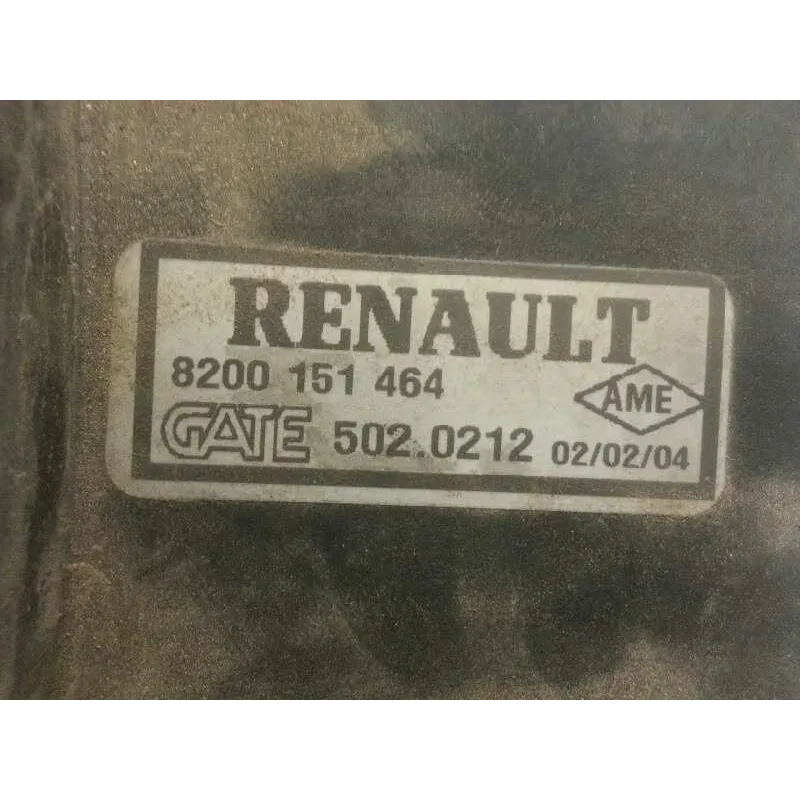 RENAULT
8200 151 464
AME
GATE 502.0212 02/02/04